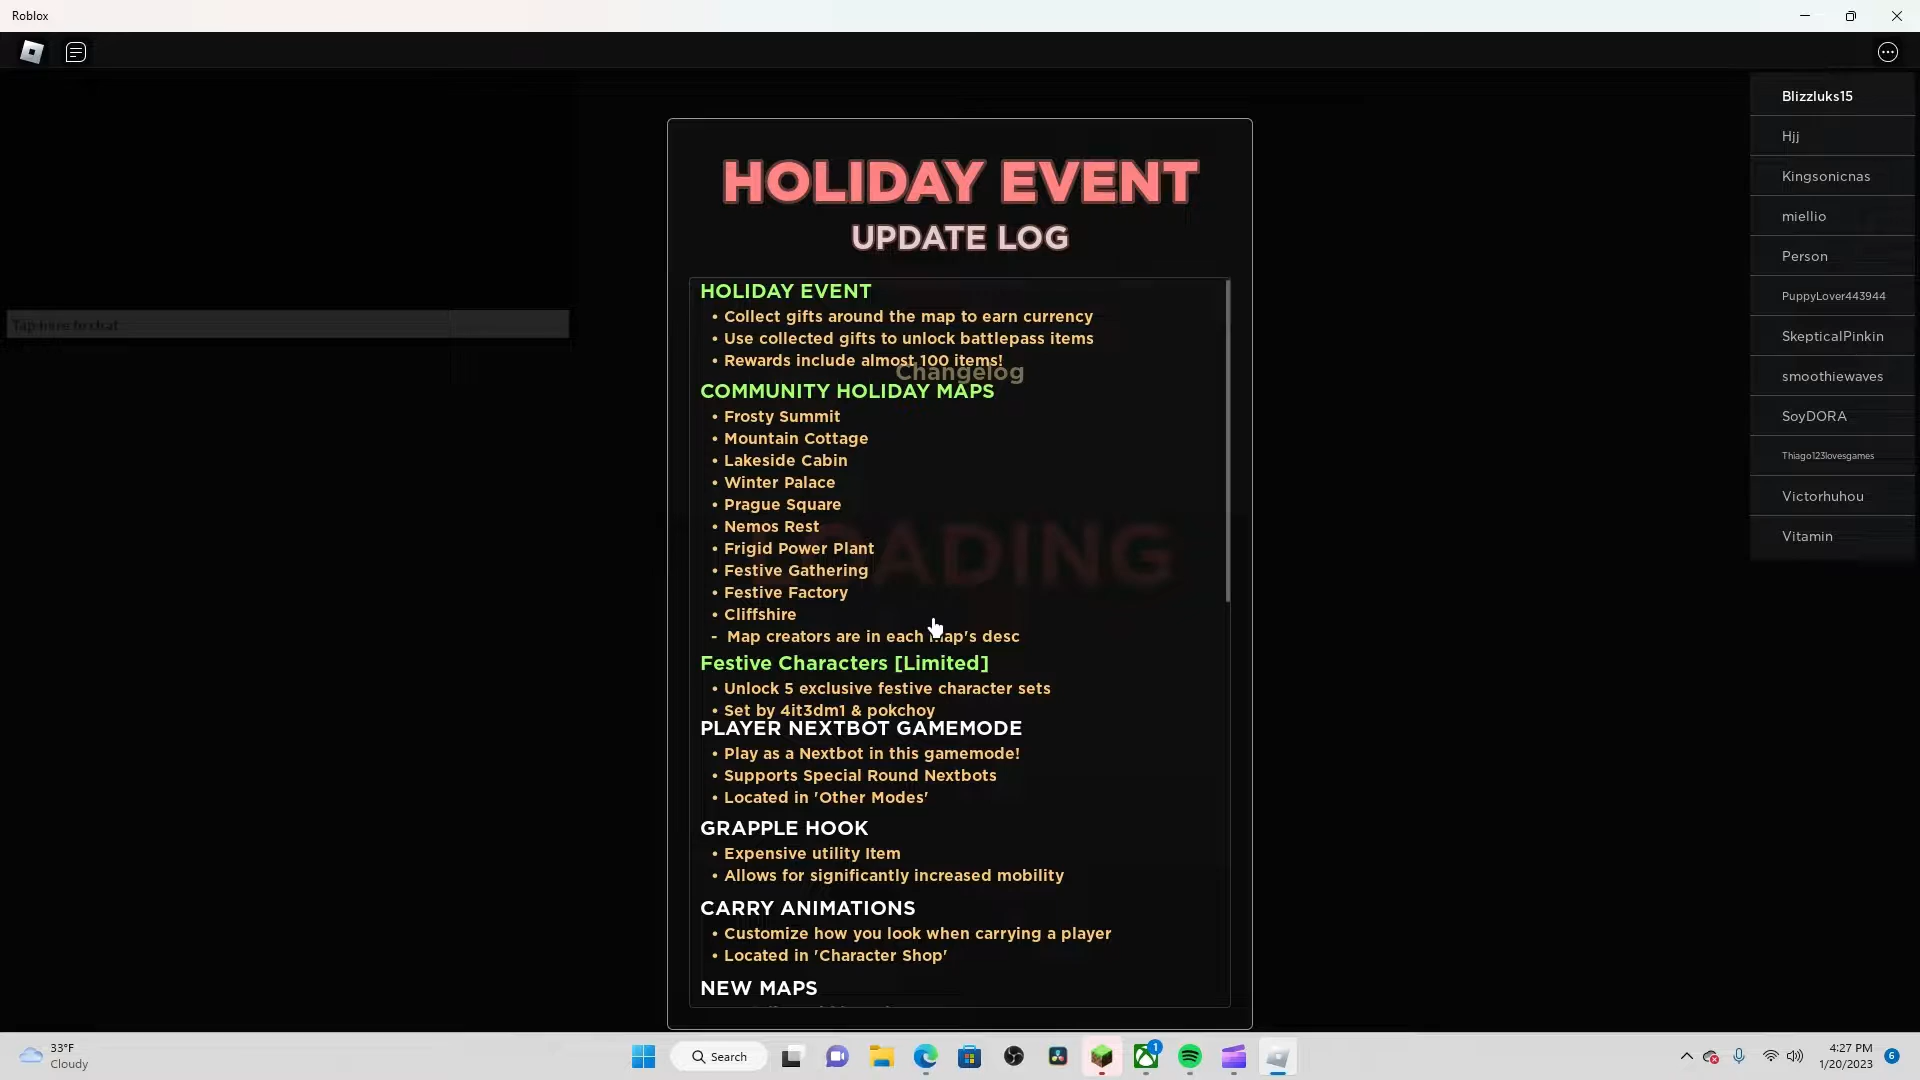 Roblox
Blizzluks15
Hjj
Kingsonicnas
miellio
Person
PuppyLover443944
SkepticalPinkin
smoothiewaves
SoyDORA
Thiago123lovesgames
Victorhuhou
Vitamin
Tap here to chat
HOLIDAY EVENT
UPDATE LOG
HOLIDAY EVENT
• Collect gifts around the map to earn currency
• Use collected gifts to unlock battlepass items
• Rewards include almost 100 items!
Changelog
COMMUNITY HOLIDAY MAPS
• Frosty Summit
• Mountain Cottage
• Lakeside Cabin
• Winter Palace
• Prague Square
• Nemos Rest
LOADING
• Frigid Power Plant
• Festive Gathering
• Festive Factory
• Cliffshire
- Map creators are in each map's desc
Festive Characters [Limited]
• Unlock 5 exclusive festive character sets
• Set by 4it3dm1 & pokchoy
PLAYER NEXTBOT GAMEMODE
• Play as a Nextbot in this gamemode!
• Supports Special Round Nextbots
• Located in 'Other Modes'
GRAPPLE HOOK
• Expensive utility Item
• Allows for significantly increased mobility
CARRY ANIMATIONS
• Customize how you look when carrying a player
• Located in 'Character Shop'
NEW MAPS
33°F
Cloudy
Search
1
4:27 PM
1/20/2023
6